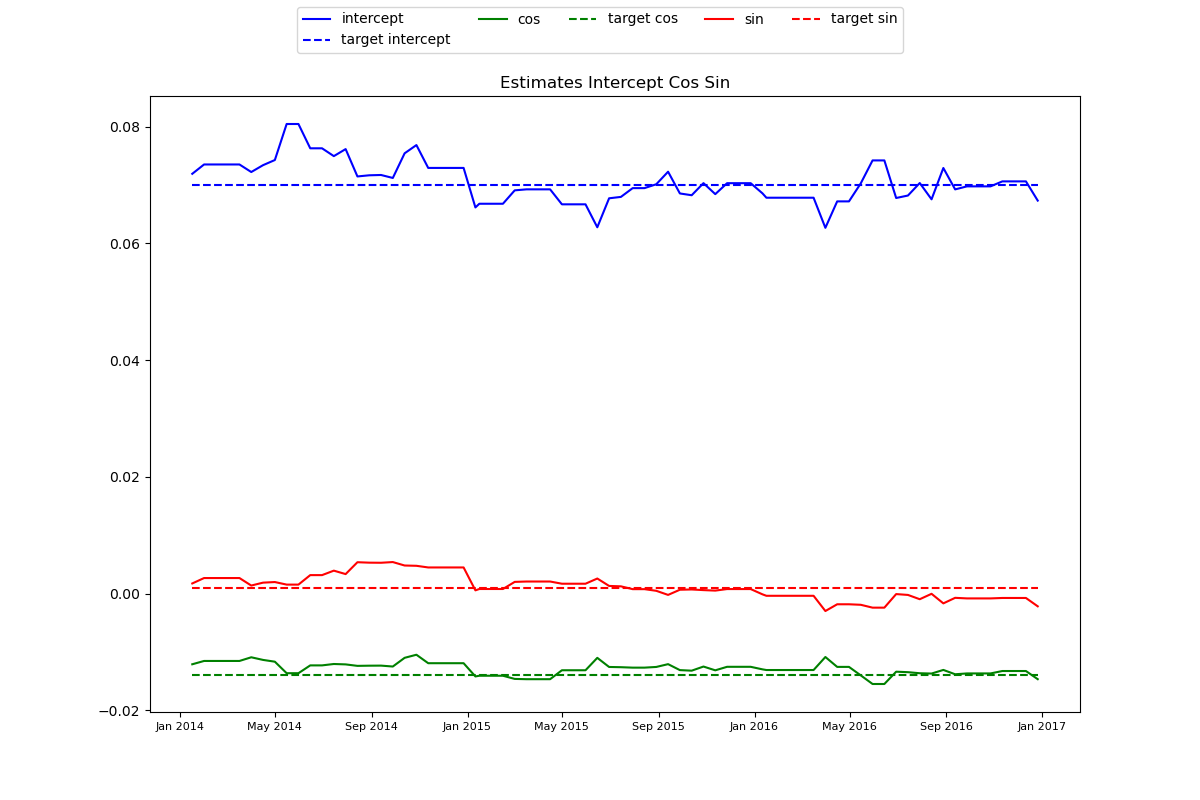 intercept cos target cos sin target sin
target intercept
Estimates Intercept Cos Sin
0.08
0.06
0.04
0.02
0.00
−0.02
Jan 2014 May 2014 Sep 2014 Jan 2015 May 2015 Sep 2015 Jan 2016 May 2016 Sep 2016 Jan 2017